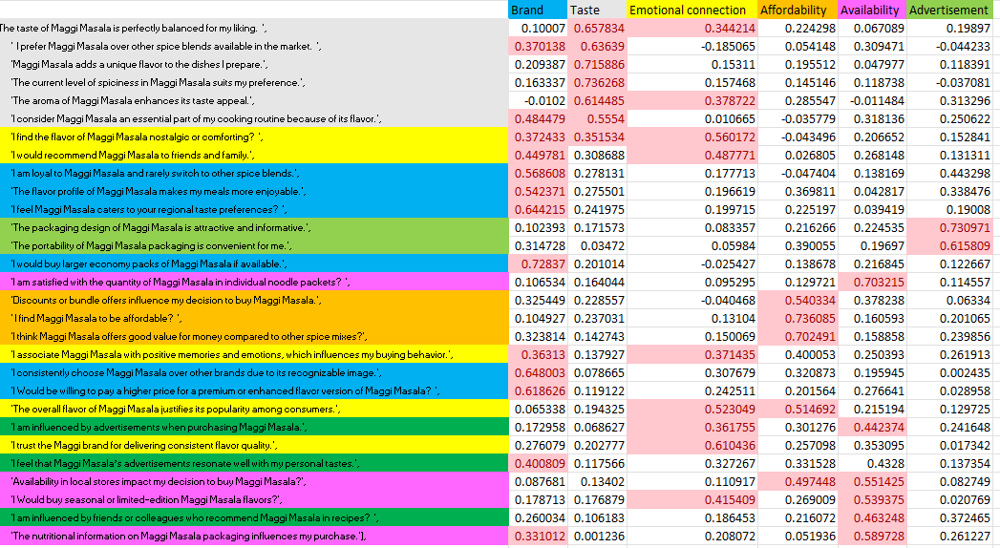 Brand Taste Emotional connection Affordability Availability Advertisement
The taste of Maggi Masala is perfectly balanced for my liking. ', 0.10007 0.657834 0.344214 0.224298 0.067089 0.19897
' I prefer Maggi Masala over other spice blends available in the market. ', 0.370138 0.63639 -0.185065 0.054148 0.309471 -0.044233
'Maggi Masala adds a unique flavor to the dishes I prepare.', 0.209387 0.715886 0.15311 0.195512 0.047977 0.118391
'The current level of spiciness in Maggi Masala suits my preference.', 0.163337 0.736268 0.157468 0.145146 0.118738 -0.037081
'The aroma of Maggi Masala enhances its taste appeal.', -0.0102 0.614485 0.378722 0.285547 -0.011484 0.313296
'I consider Maggi Masala an essential part of my cooking routine because of its flavor.', 0.484479 0.5554 0.010665 -0.035779 0.318136 0.250622
'I find the flavor of Maggi Masala nostalgic or comforting? ', 0.372433 0.351534 0.560172 -0.043496 0.206652 0.152841
'I would recommend Maggi Masala to friends and family.', 0.449781 0.308688 0.487771 0.026805 0.268148 0.131311
'I am loyal to Maggi Masala and rarely switch to other spice blends.', 0.568608 0.278131 0.177713 -0.047404 0.138169 0.443298
'The flavor profile of Maggi Masala makes my meals more enjoyable.', 0.542371 0.275501 0.196619 0.369811 0.042817 0.338476
'I feel Maggi Masala caters to your regional taste preferences? ', 0.644215 0.241975 0.199715 0.225197 0.039419 0.19008
'The packaging design of Maggi Masala is attractive and informative.', 0.102393 0.171573 0.083357 0.216266 0.224535 0.730971
'The portability of Maggi Masala packaging is convenient for me.', 0.314728 0.03472 0.05984 0.390055 0.19697 0.615809
'I would buy larger economy packs of Maggi Masala if available.', 0.72837 0.201014 -0.025427 0.138678 0.216845 0.122667
'I am satisfied with the quantity of Maggi Masala in individual noodle packets? ', 0.106534 0.164044 0.095295 0.129721 0.703215 0.114557
'Discounts or bundle offers influence my decision to buy Maggi Masala.', 0.325449 0.228557 -0.040468 0.540334 0.378238 0.06334
'I find Maggi Masala to be affordable? ', 0.104927 0.237031 0.13104 0.736085 0.160593 0.201065
'I think Maggi Masala offers good value for money compared to other spice mixes?', 0.323814 0.142743 0.150069 0.702491 0.158858 0.239856
'I associate Maggi Masala with positive memories and emotions, which influences my buying behavior.', 0.36313 0.137927 0.371435 0.400053 0.250393 0.261913
'I consistently choose Maggi Masala over other brands due to its recognizable image.', 0.648003 0.078665 0.307679 0.320873 0.195945 0.002435
'I Would be willing to pay a higher price for a premium or enhanced flavor version of Maggi Masala? ', 0.618626 0.119122 0.242511 0.201564 0.276641 0.028958
'The overall flavor of Maggi Masala justifies its popularity among consumers.', 0.065338 0.194325 0.523049 0.514692 0.215194 0.129725
'I am influenced by advertisements when purchasing Maggi Masala.', 0.172958 0.068627 0.361755 0.301276 0.442374 0.241648
'I trust the Maggi brand for delivering consistent flavor quality.', 0.276079 0.202777 0.610436 0.257098 0.353095 0.017342
'I feel that Maggi Masala's advertisements resonate well with my personal tastes.', 0.400809 0.117566 0.327267 0.331528 0.4328 0.137354
'Availability in local stores impact my decision to buy Maggi Masala?', 0.087681 0.13402 0.110917 0.497448 0.551425 0.082749
'I Would buy seasonal or limited-edition Maggi Masala flavors?', 0.178713 0.176879 0.415409 0.269009 0.539375 0.020769
'I am influenced by friends or colleagues who recommend Maggi Masala in recipes? ', 0.260034 0.106183 0.186453 0.216072 0.463248 0.372465
'The nutritional information on Maggi Masala packaging influences my purchase.'], 0.331012 0.001236 0.208072 0.051936 0.589728 0.261227